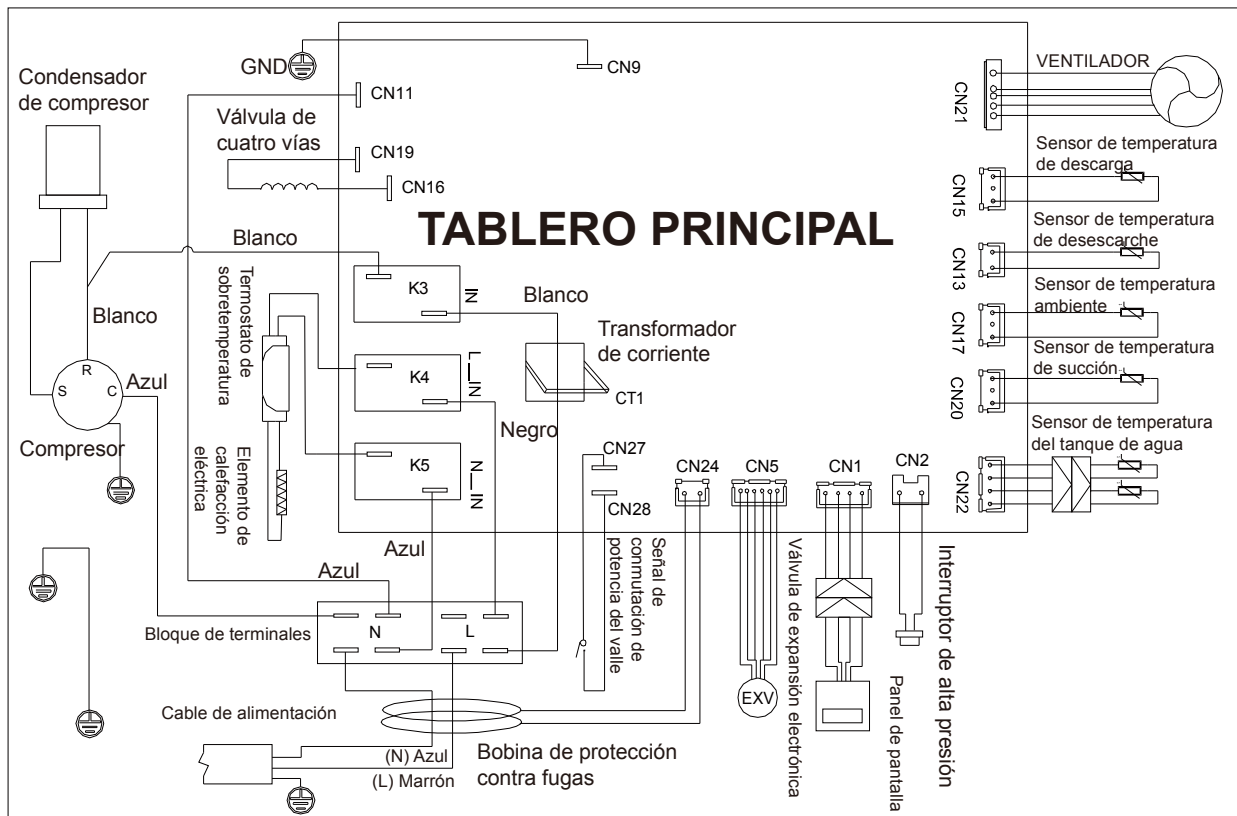 GND
CN9
VENTILADOR
CN21
Condensador
de compresor
CN11
Válvula de
cuatro vías
CN19
CN16
Sensor de temperatura
de descarga
CN15
TABLERO PRINCIPAL
Sensor de temperatura
de desescarche
CN13
Blanco
Termostato de
sobretemperatura
K3
IN
Blanco
Sensor de temperatura
ambiente
CN17
Blanco
Transformador
de corriente
CT1
K4
L__IN
Sensor de temperatura
de succión
CN20
R
S
C
Azul
Compresor
Negro
Elemento de
calefacción
eléctrica
K5
N__IN
CN27
CN28
CN24
CN5
CN1
CN2
Sensor de temperatura
del tanque de agua
CN22
Azul
Azul
Bloque de terminales
N
L
Señal de
conmutación de
potencia del valle
Válvula de expansión electrónica
EXV
Panel de pantalla
Interruptor de alta presión
Cable de alimentación
(N) Azul
(L) Marrón
Bobina de protección
contra fugas